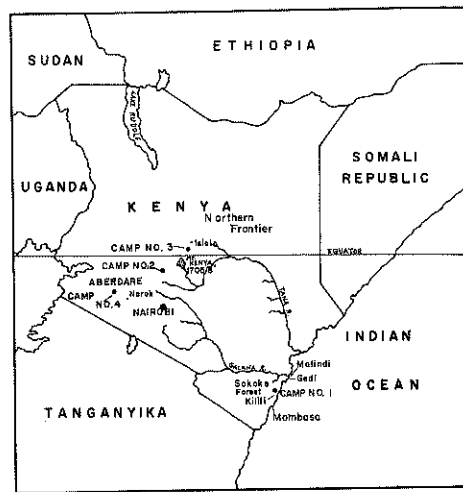 ETHIOPIA
SUDAN
LAKE RUDOLF
SOMALI
REPUBLIC
UGANDA
KENYA
Northern
Frontier
CAMP NO. 3
Isiolo
MT.
KENYA
CAMP NO.2
EQUATOR
ABERDARE
CAMP
NO. 4
Narok
NAIROBI
TANA R.
INDIAN
OCEAN
GALANA R.
Malindi
Gedi
Sokoke
Forest
Kilifi
CAMP NO. 1
TANGANYIKA
Mombasa